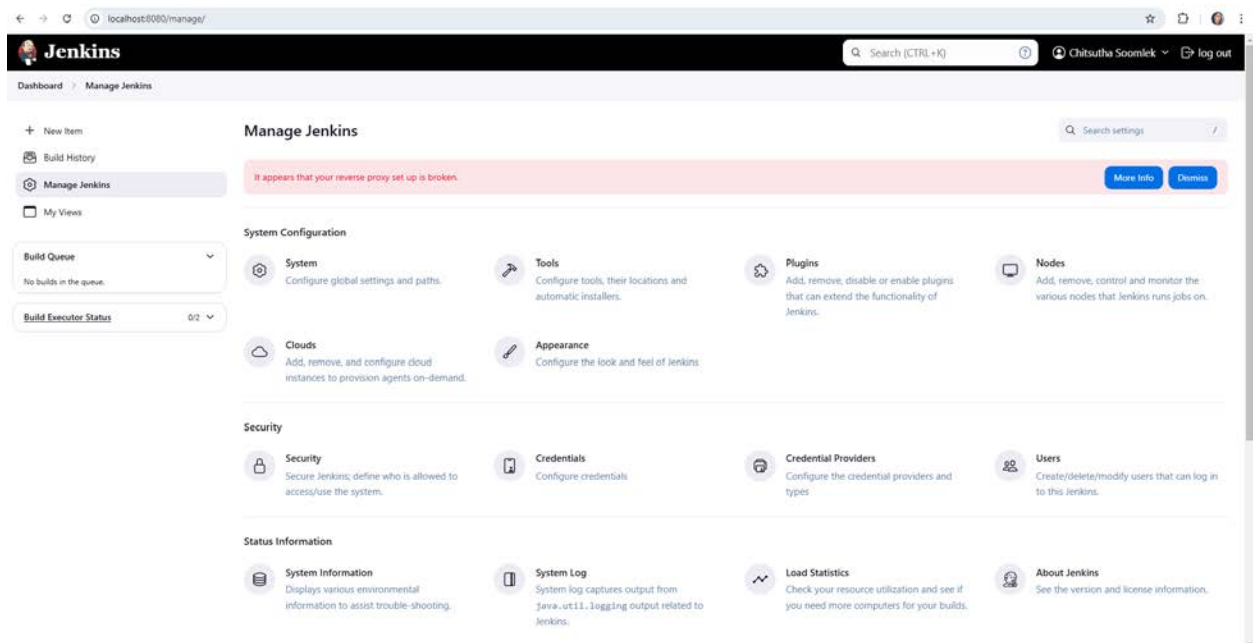 localhost:8080/manage/
Jenkins
Search (CTRL+K)
Chitsutha Soomlek
log out
Dashboard > Manage Jenkins
New Item
Build History
Manage Jenkins
My Views
Build Queue
No builds in the queue.
Build Executor Status 0/2
Manage Jenkins
Search settings /
It appears that your reverse proxy set up is broken.
More Info
Dismiss
System Configuration
System
Configure global settings and paths.
Tools
Configure tools, their locations and
automatic installers.
Plugins
Add, remove, disable or enable plugins
that can extend the functionality of
Jenkins.
Nodes
Add, remove, control and monitor the
various nodes that Jenkins runs jobs on.
Clouds
Add, remove, and configure cloud
instances to provision agents on-demand.
Appearance
Configure the look and feel of Jenkins
Security
Security
Secure Jenkins; define who is allowed to
access/use the system.
Credentials
Configure credentials
Credential Providers
Configure the credential providers and
types
Users
Create/delete/modify users that can log in
to this Jenkins.
Status Information
System Information
Displays various environmental
information to assist trouble-shooting.
System Log
System log captures output from
java.util.logging output related to
Jenkins.
Load Statistics
Check your resource utilization and see if
you need more computers for your builds.
About Jenkins
See the version and license information.